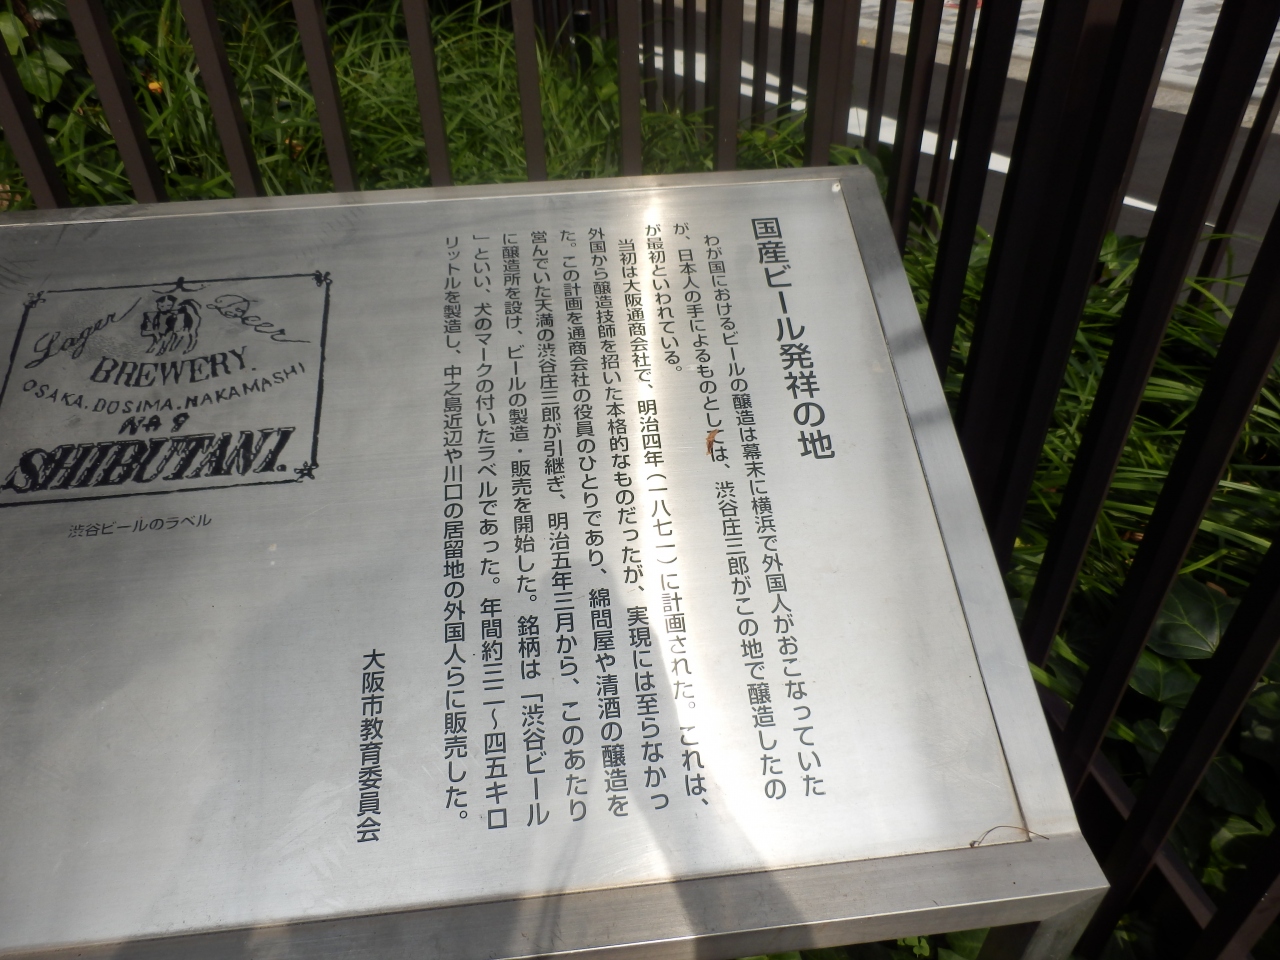 国産ビール発祥の地
わが国におけるビールの醸造は幕末に横浜で外国人がおこなっていた
が、日本人の手によるものとしては、渋谷庄三郎がこの地で醸造したの
が最初といわれている。
当初は大阪通商会社で、明治四年(一八七一)に計画された。これは、
外国から醸造技師を招いた本格的なものだったが、実現には至らなかっ
た。この計画を通商会社の役員のひとりであり、綿問屋や清酒の醸造を
営んでいた天満の渋谷庄三郎が引継ぎ、明治五年三月から、このあたり
に醸造所を設け、ビールの製造・販売を開始した。銘柄は「渋谷ビール
」といい、犬のマークの付いたラベルであった。年間約三二〜四五キロ
リットルを製造し、中之島近辺や川口の居留地の外国人らに販売した。
大阪市教育委員会
Lager Beer
BREWERY.
OSAKA.DOSIMA.NAKAMASHI
NA 9
SHIBUTANI.
渋谷ビールのラベル